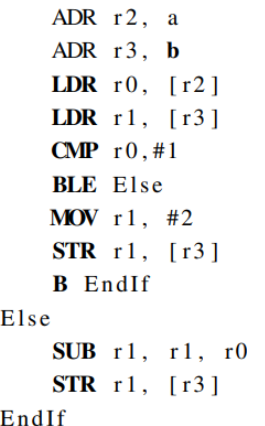 ADR r2, a
ADR r3, b
LDR r0, [r2]
LDR r1, [r3]
CMP r0,#1
BLE Else
MOV r1, #2
STR r1, [r3]
B EndIf
Else
SUB r1, r1, r0
STR r1, [r3]
EndIf